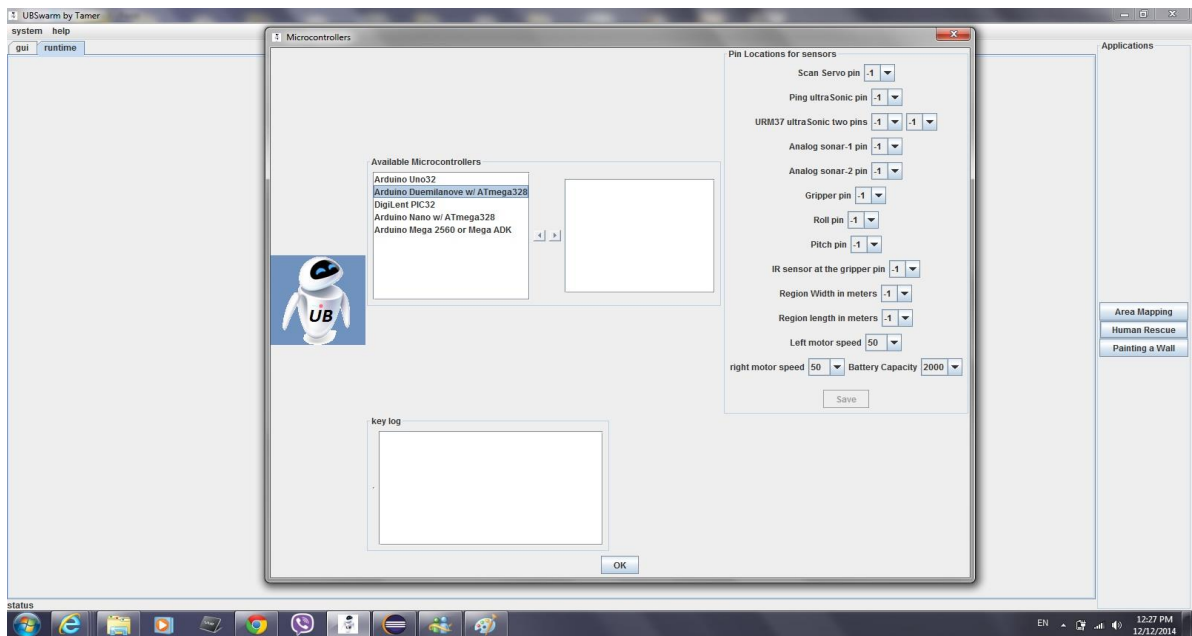 UBSwarm by Tamer
system help
gui runtime
Microcontrollers
Applications
Pin Locations for sensors
Scan Servo pin -1
Ping ultraSonic pin -1
URM37 ultraSonic two pins -1 -1
Analog sonar-1 pin -1
Analog sonar-2 pin -1
Gripper pin -1
Roll pin -1
Pitch pin -1
IR sensor at the gripper pin -1
Region Width in meters -1
Region length in meters -1
Left motor speed 50
right motor speed 50 Battery Capacity 2000
Save
Available Microcontrollers
Arduino Uno32
Arduino Duemilanove w/ ATmega328
DigiLent PIC32
Arduino Nano w/ ATmega328
Arduino Mega 2560 or Mega ADK
UB
Area Mapping
Human Rescue
Painting a Wall
key log
OK
status
EN
12:27 PM
12/12/2014